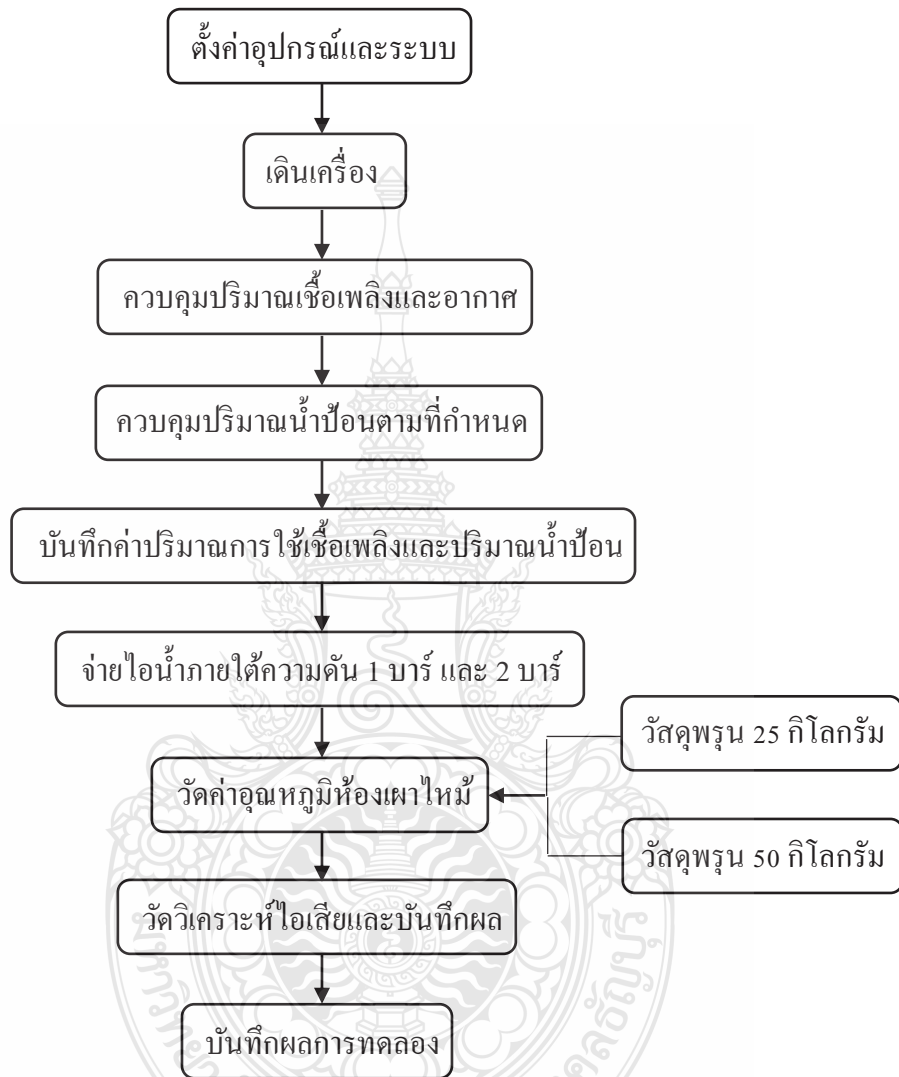 ตั้งค่าอุปกรณ์และระบบ
เดินเครื่อง
ควบคุมปริมาณเชื้อเพลิงและอากาศ
ควบคุมปริมาณน้ำป้อนตามที่กำหนด
บันทึกค่าปริมาณการใช้เชื้อเพลิงและปริมาณน้ำป้อน
จ่ายไอน้ำภายใต้ความดัน 1 บาร์ และ 2 บาร์
วัสดุพรุน 25 กิโลกรัม
วัดค่าอุณหภูมิห้องเผาไหม้
วัสดุพรุน 50 กิโลกรัม
วัดวิเคราะห์ไอเสียและบันทึกผล
บันทึกผลการทดลอง